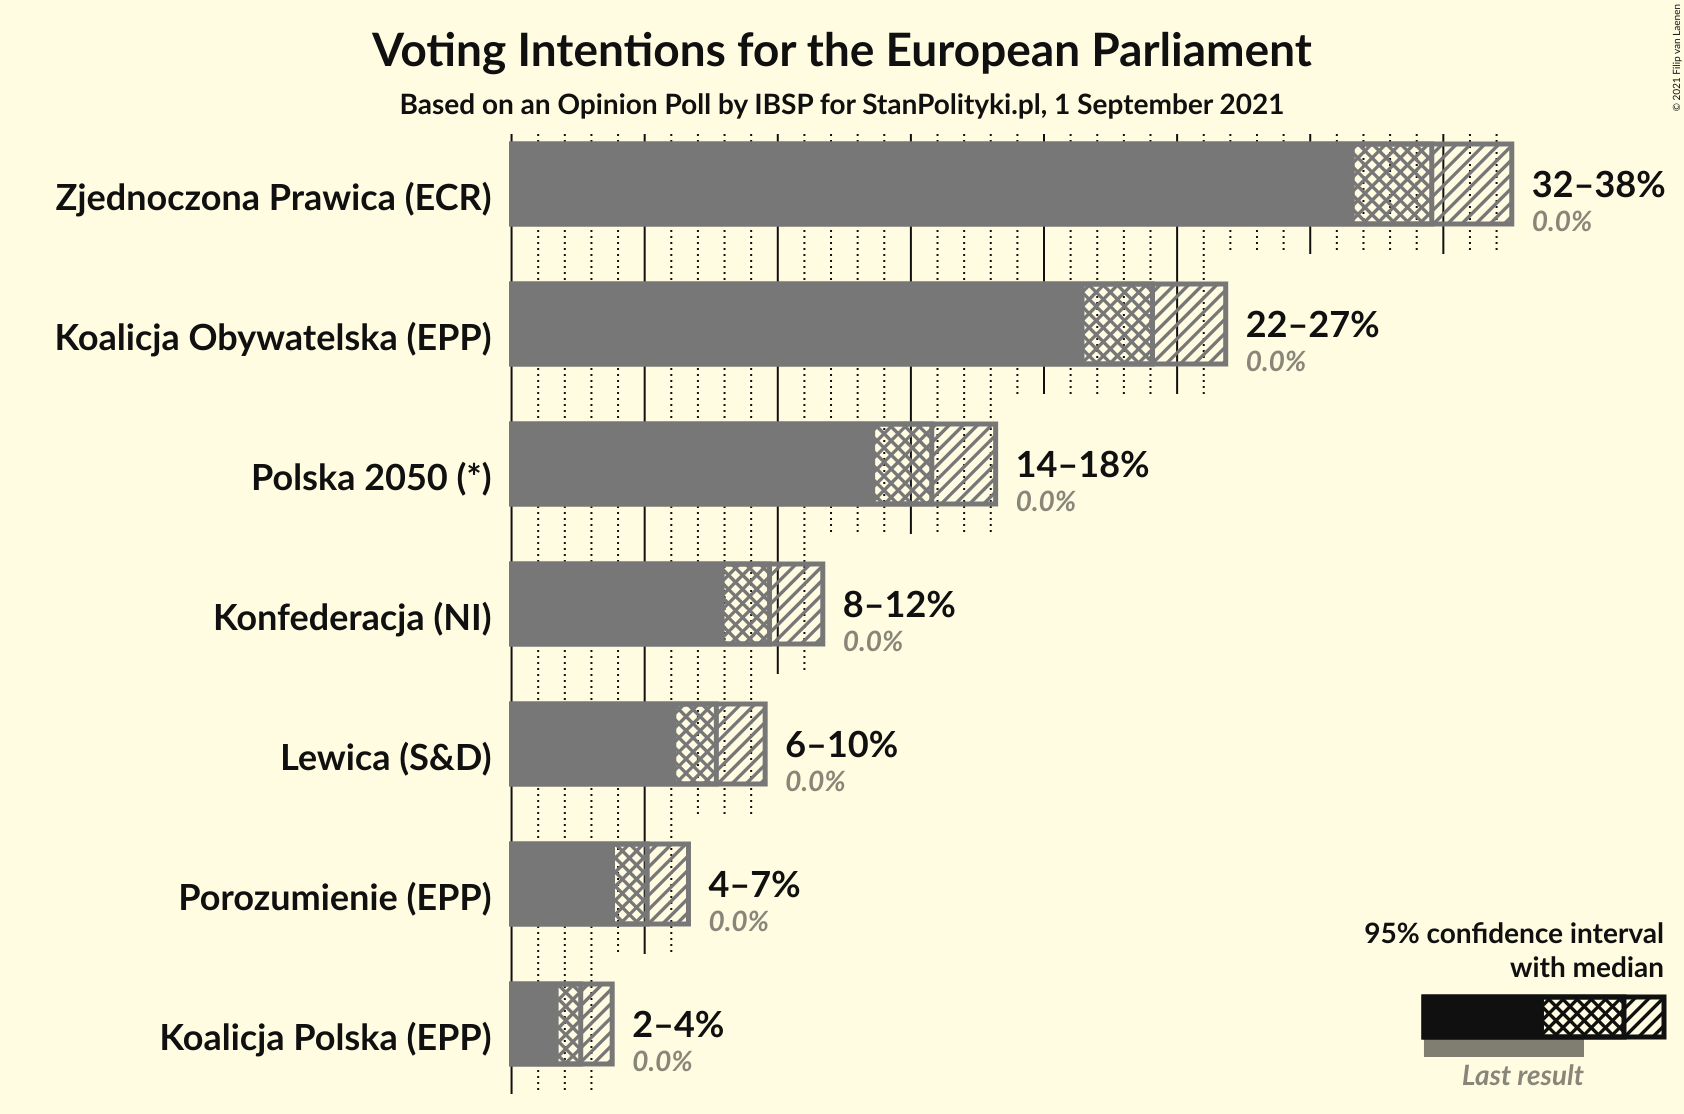 Voting Intentions for the European Parliament
Based on an Opinion Poll by IBSP for StanPolityki.pl, 1 September 2021
© 2021 Filip van Laenen
Zjednoczona Prawica (ECR)
32–38%
0.0%
Koalicja Obywatelska (EPP)
22–27%
0.0%
Polska 2050 (*)
14–18%
0.0%
Konfederacja (NI)
8–12%
0.0%
Lewica (S&D)
6–10%
0.0%
Porozumienie (EPP)
4–7%
0.0%
Koalicja Polska (EPP)
2–4%
0.0%
95% confidence interval
with median
Last result